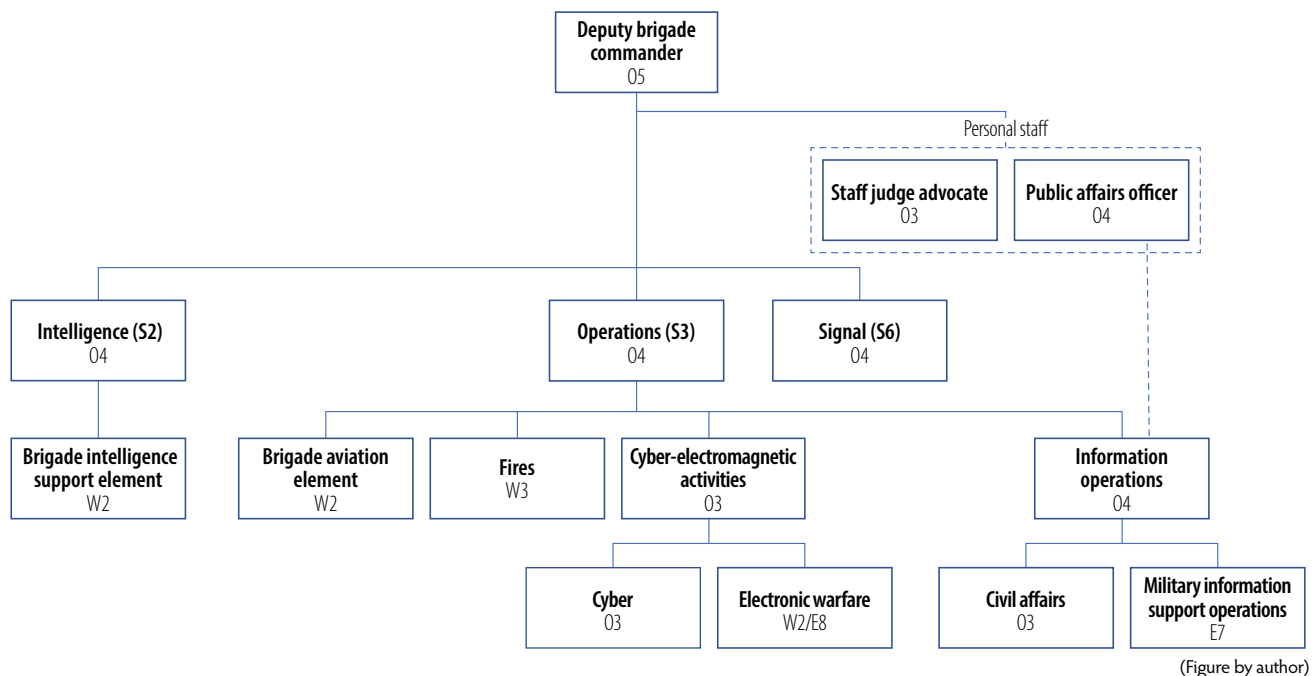 Deputy brigade
commander
O5
Personal staff
Staff judge advocate
O3
Public affairs officer
O4
Intelligence (S2)
O4
Operations (S3)
O4
Signal (S6)
O4
Brigade intelligence
support element
W2
Brigade aviation
element
W2
Fires
W3
Cyber-electromagnetic
activities
O3
Information
operations
O4
Cyber
O3
Electronic warfare
W2/E8
Civil affairs
O3
Military information
support operations
E7
(Figure by author)